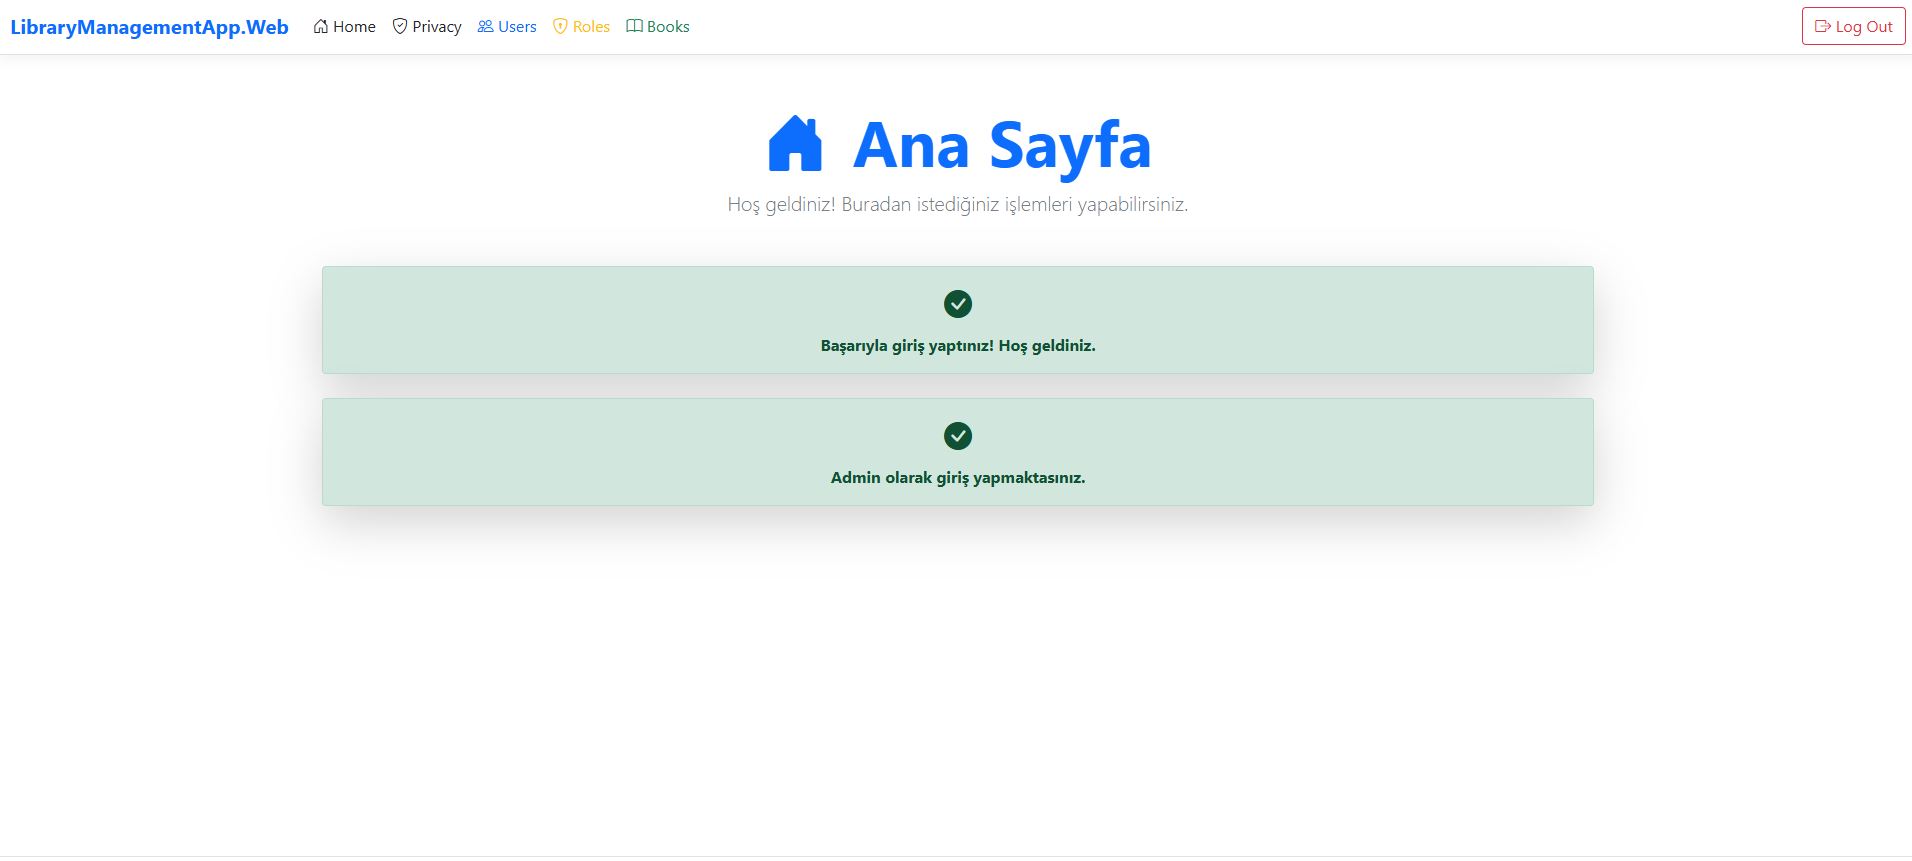 LibraryManagementApp.Web Home Privacy Users Roles Books Log Out
Ana Sayfa
Hoş geldiniz! Buradan istediğiniz işlemleri yapabilirsiniz.
Başarıyla giriş yaptınız! Hoş geldiniz.
Admin olarak giriş yapmaktasınız.